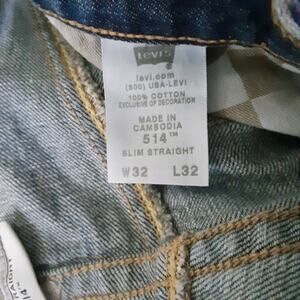 Levi's
levi.com
(800) USA-LEVI
100% COTTON
EXCLUSIVE OF DECORATION
MADE IN
CAMBODIA
514™
SLIM STRAIGHT
W32 L32